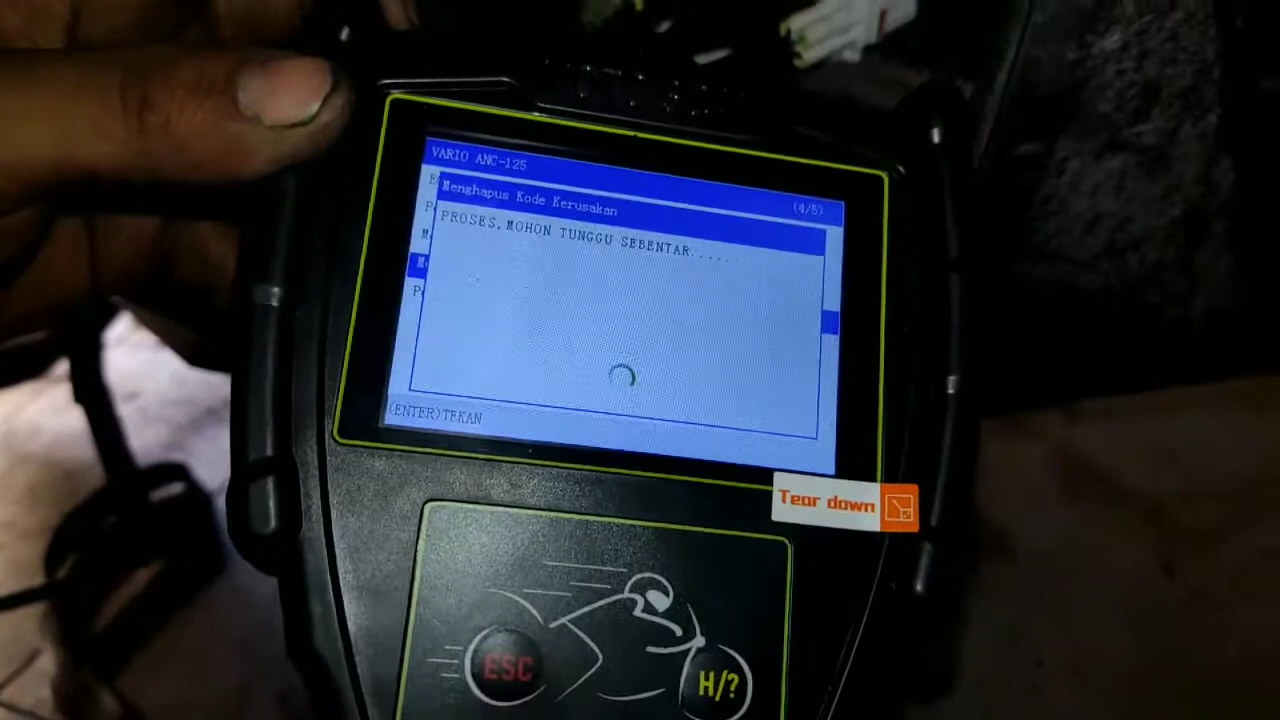 VARIO ANC-125
Menghapus Kode Kerusakan (4/5)
PROSES,MOHON TUNGGU SEBENTAR......
(ENTER)TEKAN
Tear down
ESC
H/?